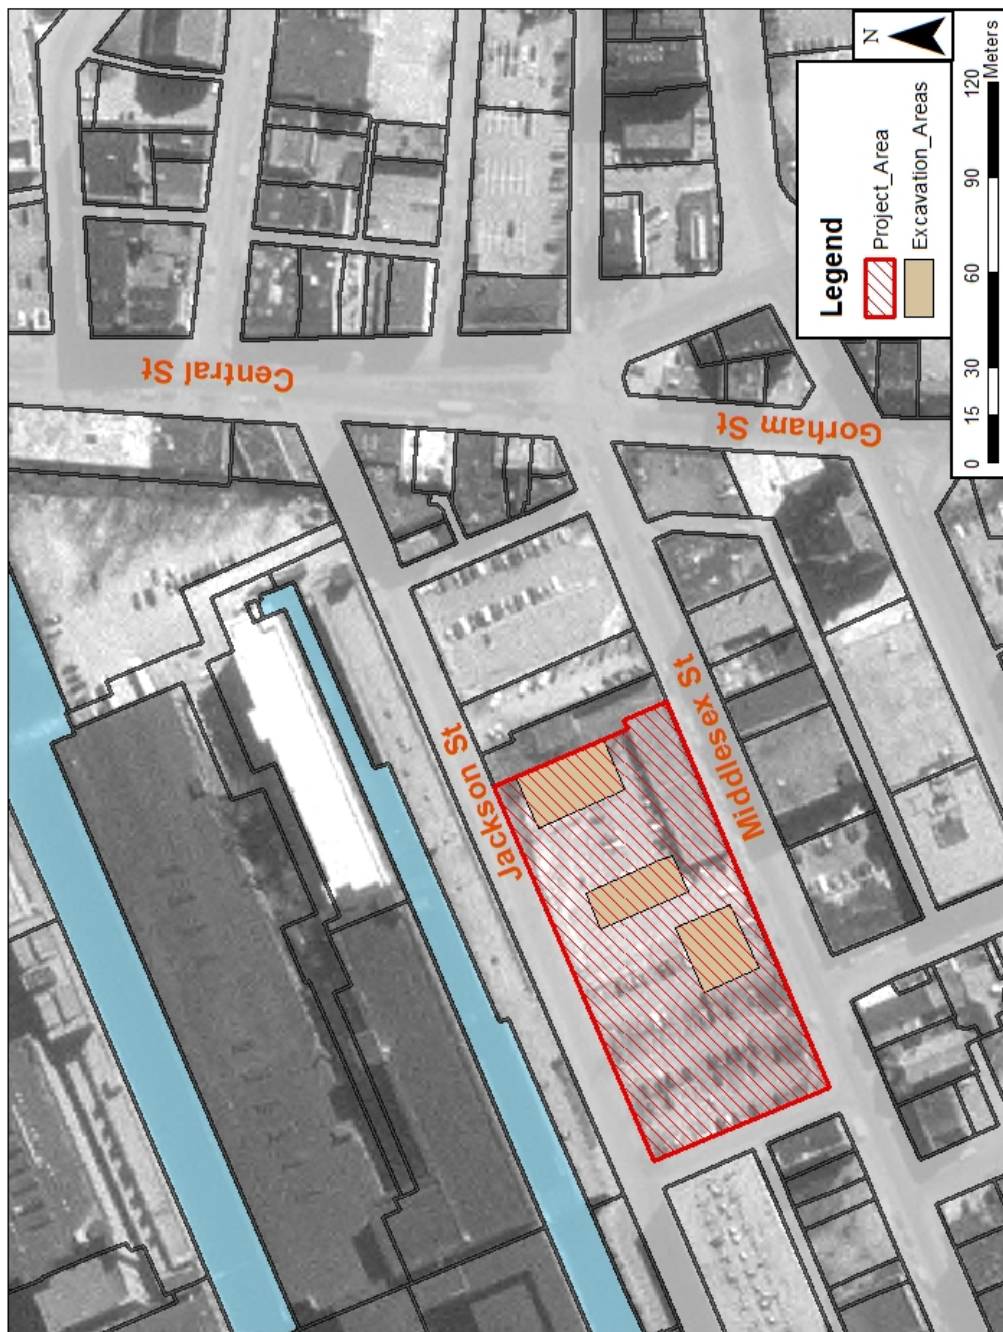 Central St
Gorham St
Jackson St
Middlesex St
N
Legend
Project_Area
Excavation_Areas
0 15 30 60 90 120
Meters